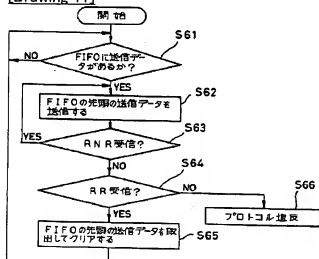 [Drawing 11]
開始
S61
FIFOに送信デー
タがあるか?
NO
YES
S62
FIFOの先頭の送信データを
送信する
S63
YES
RNR受信?
NO
S64
RR受信?
NO
S66
YES
プロトコル違反
S65
FIFOの先頭の送信データを取
出してクリアする